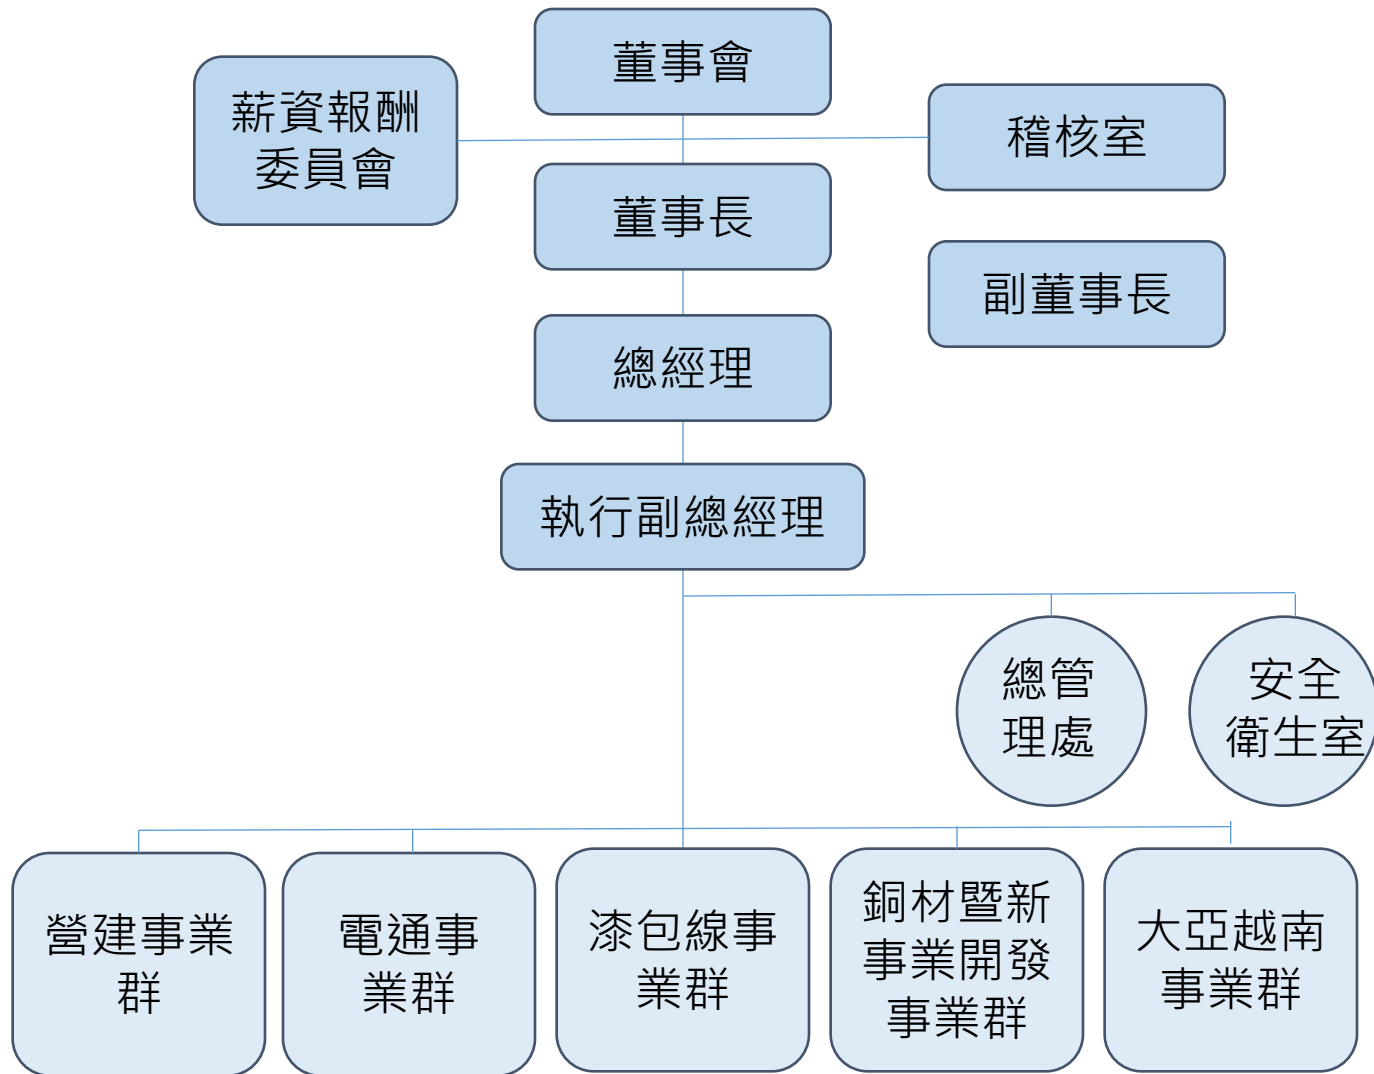 董事會
薪資報酬
委員會
稽核室
董事長
副董事長
總經理
執行副總經理
總管
理處
安全
衛生室
營建事業
群
電通事
業群
漆包線事
業群
銅材暨新
事業開發
事業群
大亞越南
事業群